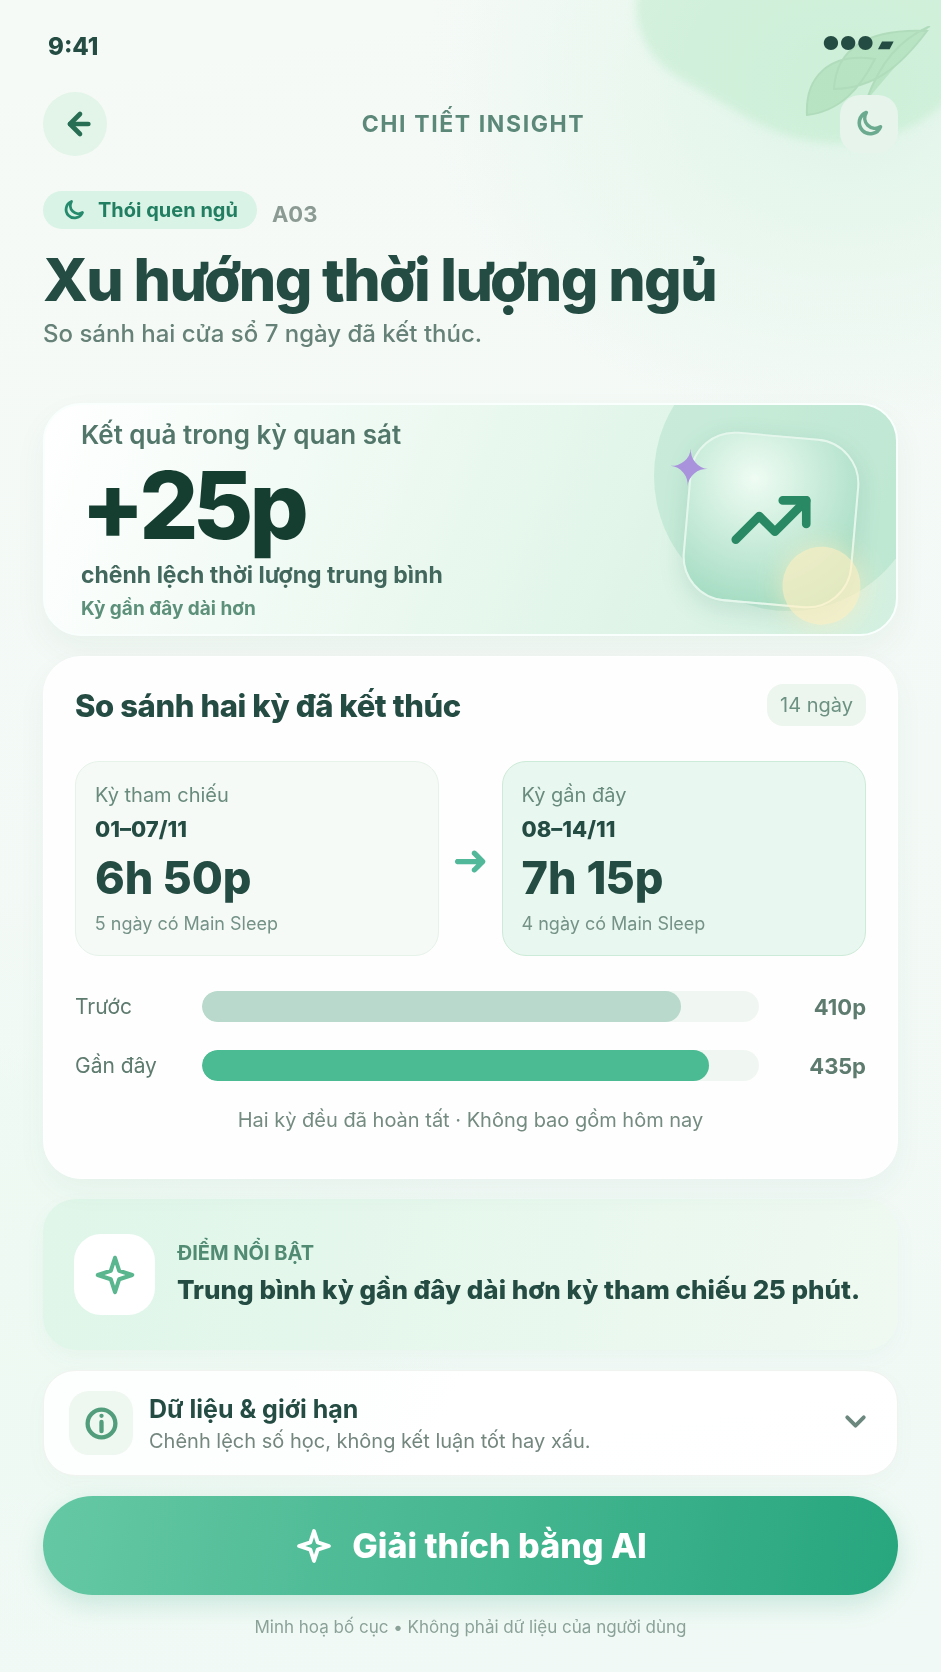 9:41
CHI TIẾT INSIGHT
Thói quen ngủ
A03
Xu hướng thời lượng ngủ
So sánh hai cửa sổ 7 ngày đã kết thúc.
Kết quả trong kỳ quan sát
+25p
chênh lệch thời lượng trung bình
Kỳ gần đây dài hơn
So sánh hai kỳ đã kết thúc
14 ngày
Kỳ tham chiếu
01–07/11
6h 50p
5 ngày có Main Sleep
Kỳ gần đây
08–14/11
7h 15p
4 ngày có Main Sleep
Trước
410p
Gần đây
435p
Hai kỳ đều đã hoàn tất · Không bao gồm hôm nay
ĐIỂM NỔI BẬT
Trung bình kỳ gần đây dài hơn kỳ tham chiếu 25 phút.
Dữ liệu & giới hạn
Chênh lệch số học, không kết luận tốt hay xấu.
Giải thích bằng AI
Minh hoạ bố cục • Không phải dữ liệu của người dùng